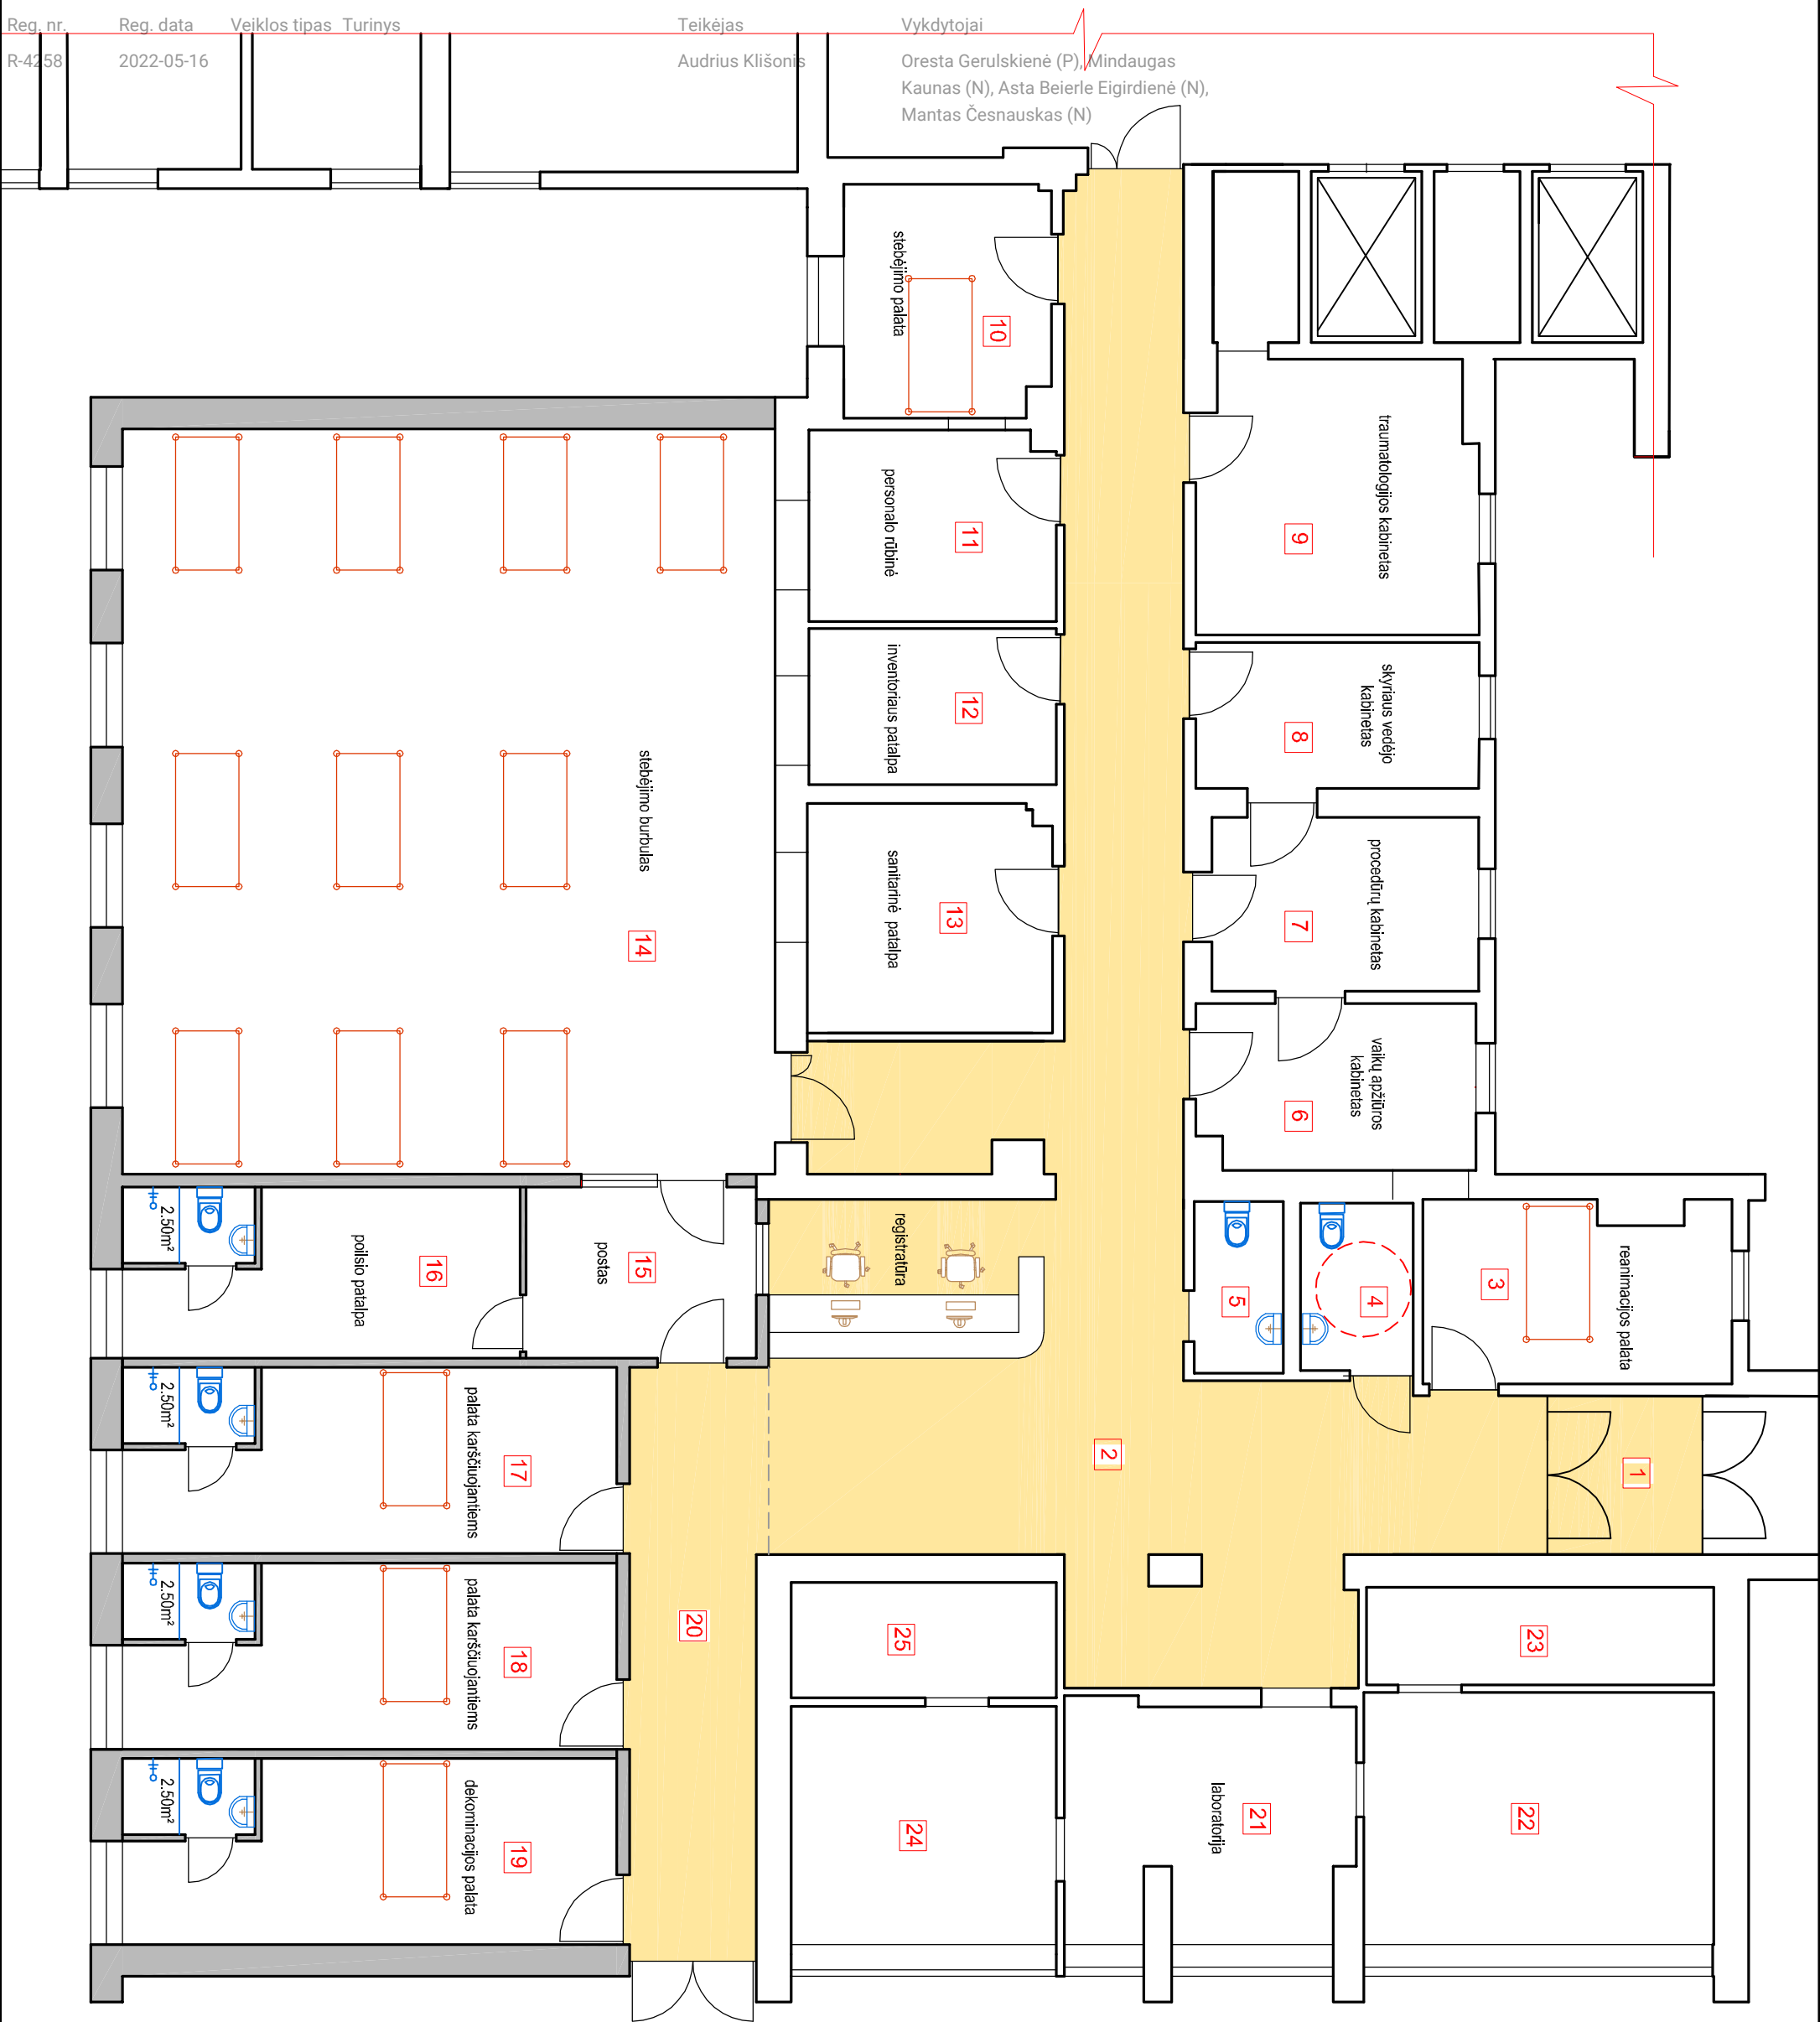 Reg. nr. Reg. data Veiklos tipas Turinys Teikėjas Vykdytojai
R-4258 2022-05-16 Audrius Klišonis Oresta Gerulskienė (P), Mindaugas
Kaunas (N), Asta Beierle Eigirdienė (N),
Mantas Česnauskas (N)
stebėjimo palata
10
traumatologijos kabinetas
9
personalo rūbinė
11
skyriaus vedėjo
kabinetas
8
inventoriaus patalpa
12
procedūrų kabinetas
7
sanitarinė patalpa
13
stebėjimo burbulas
14
vaikų apžiūros
kabinetas
6
reanimacijos palata
3
4
5
registratūra
postas
15
poilsio patalpa
16
2.50m²
1
2
palata karščiuojantiems
17
2.50m²
palata karščiuojantiems
18
2.50m²
20
25
23
dekominacijos palata
19
2.50m²
24
laboratorija
21
22